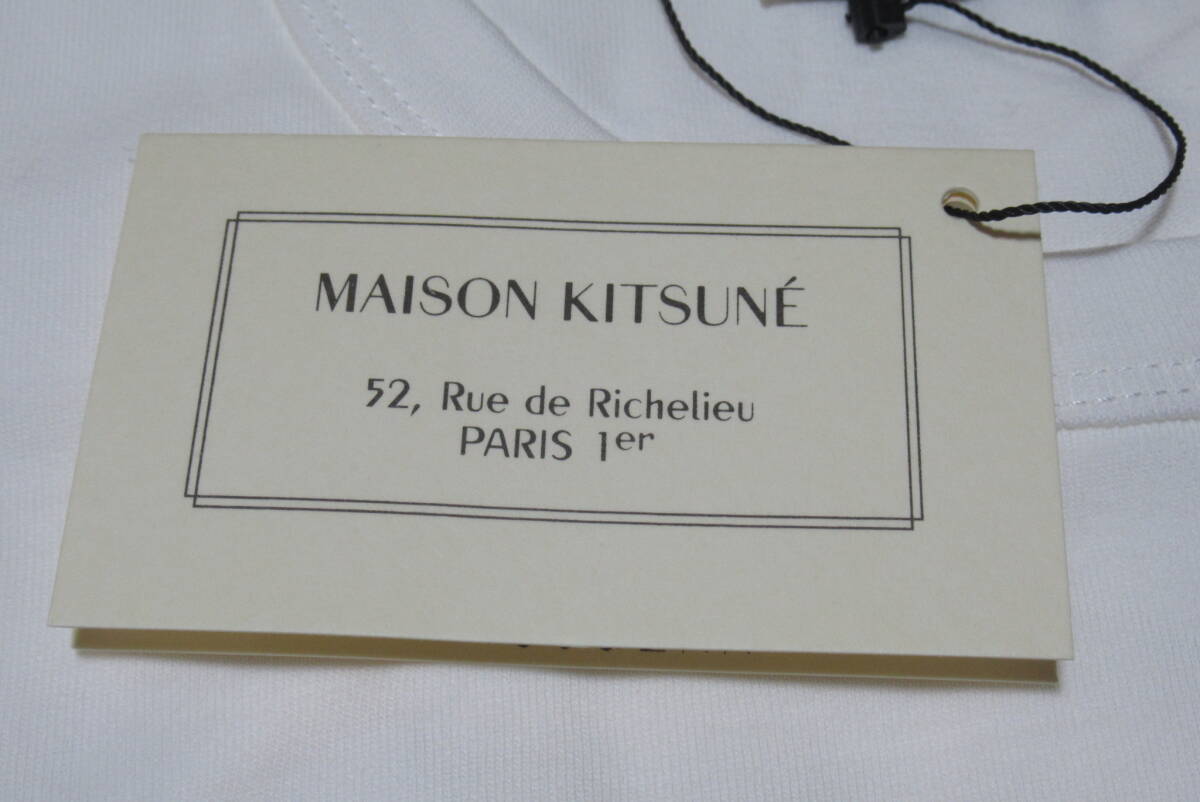 MAISON KITSUNÉ
52, Rue de Richelieu
PARIS 1er